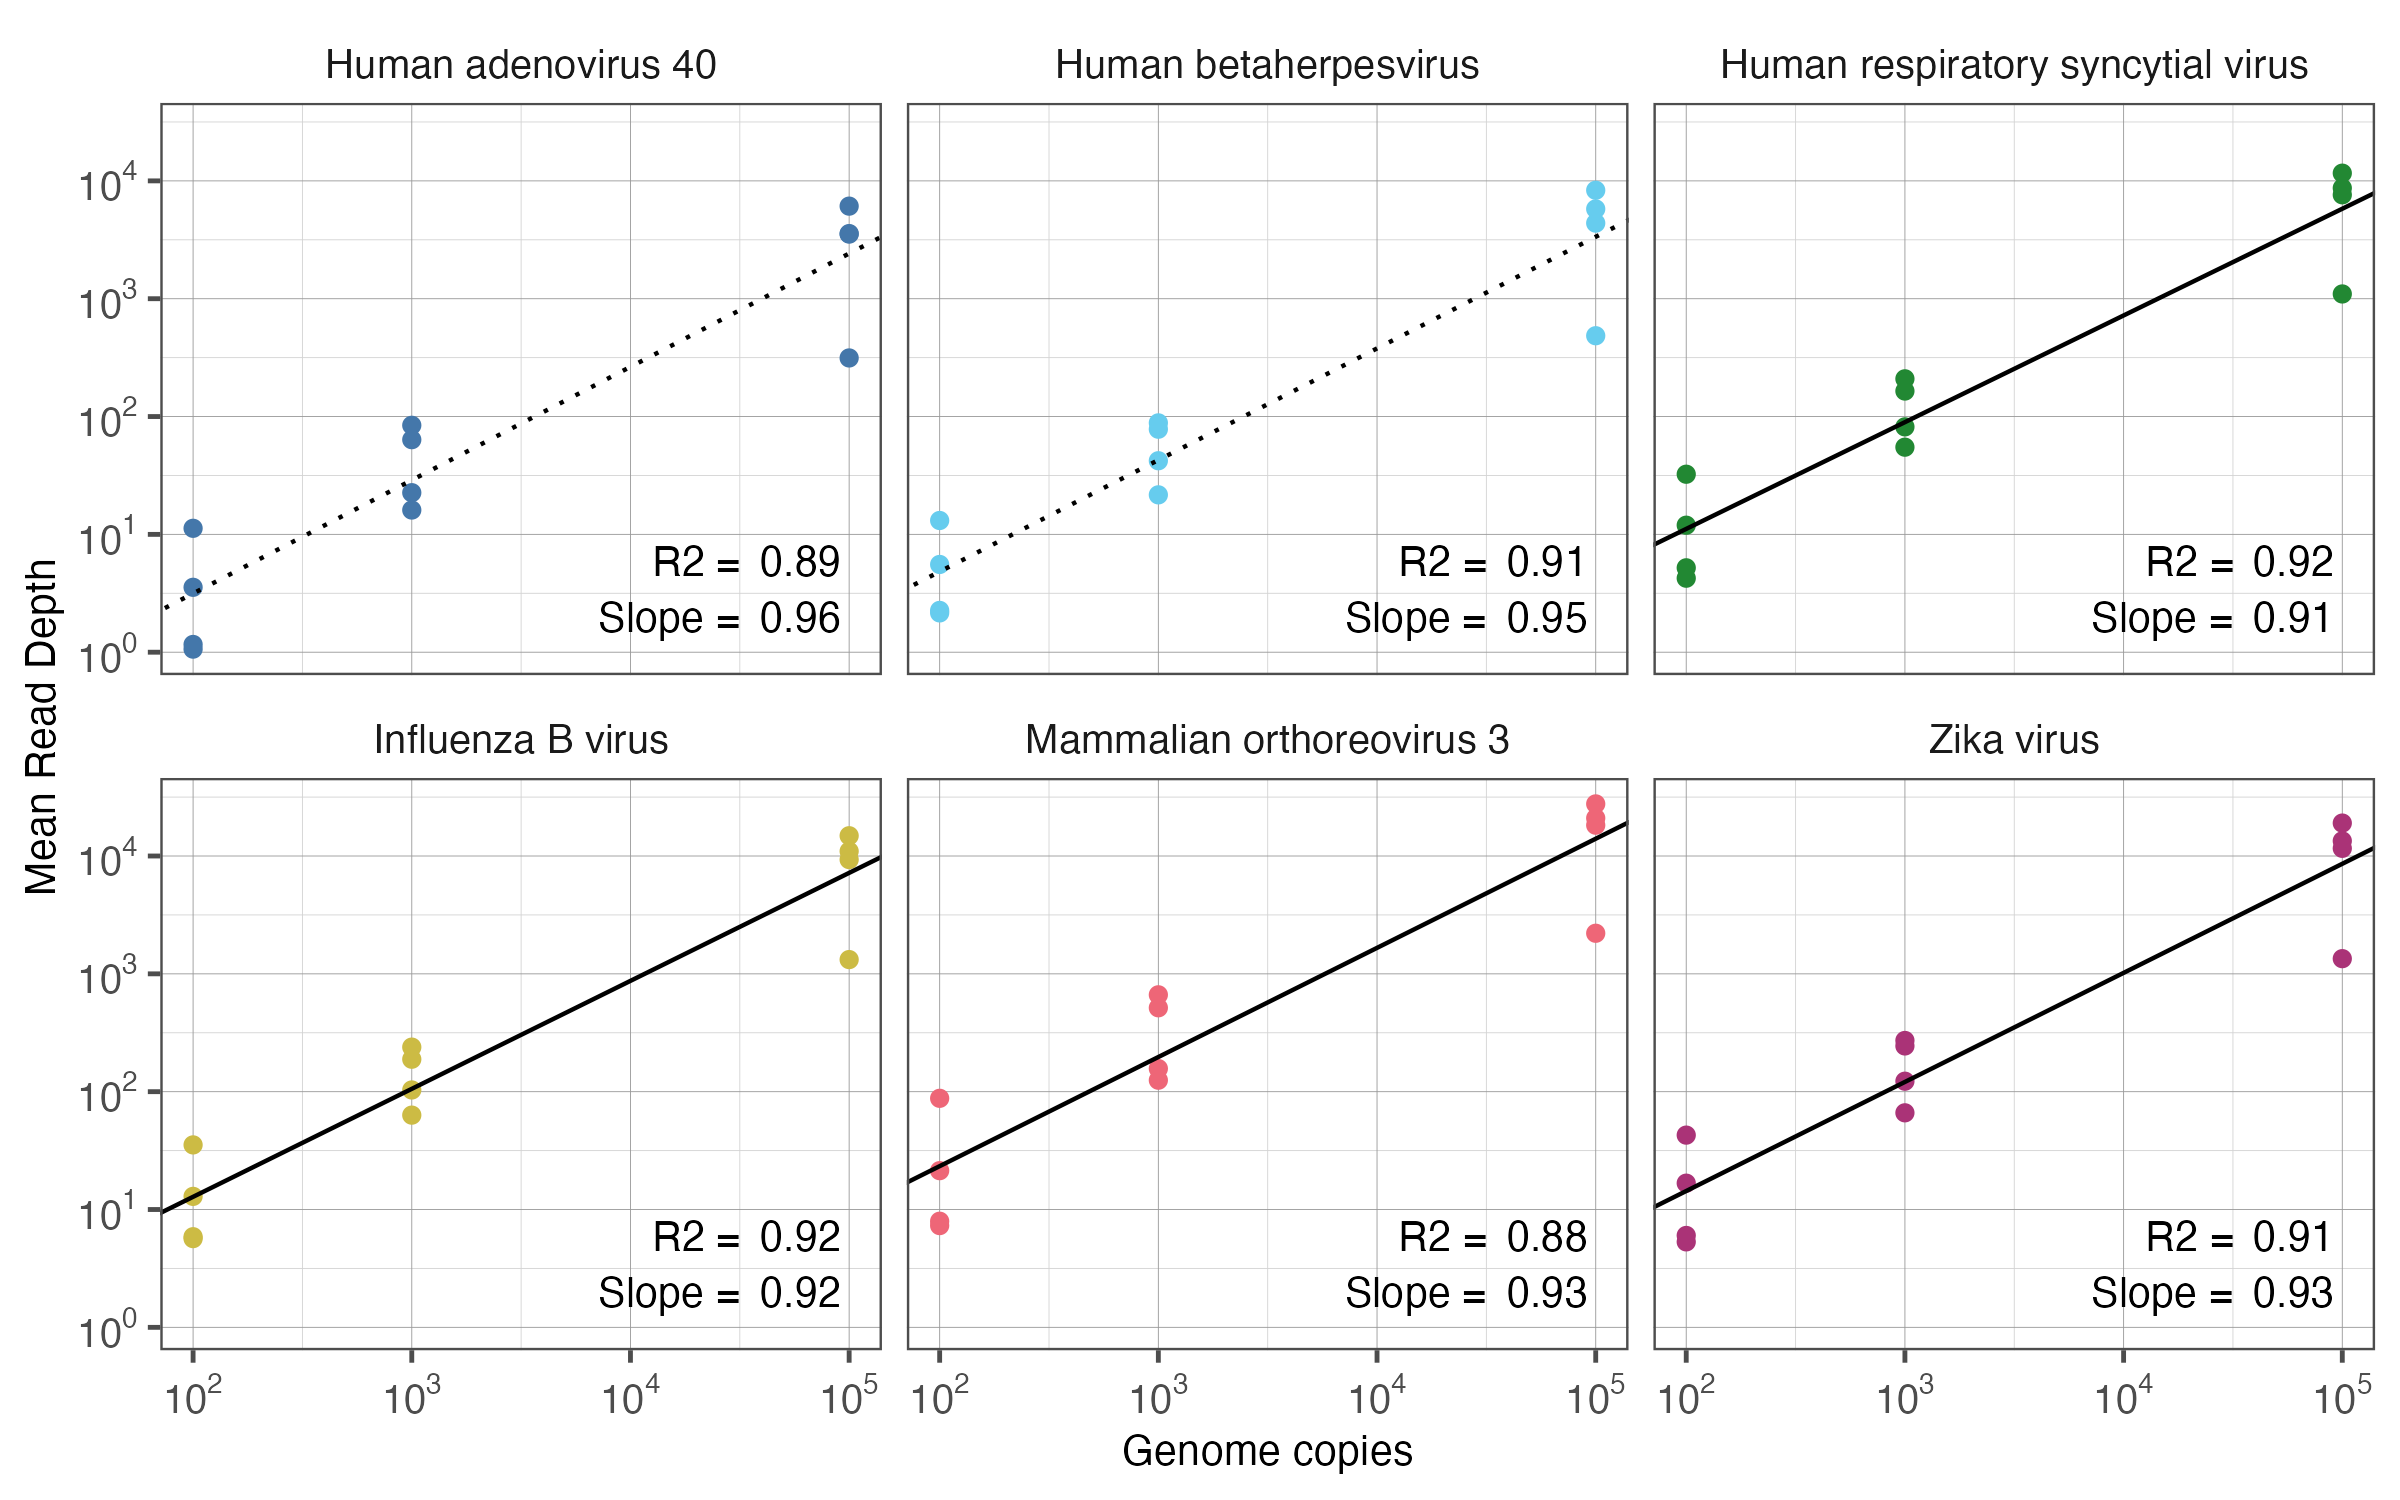 Human adenovirus 40
Human betaherpesvirus
Human respiratory syncytial virus
Mean Read Depth
10⁴
10³
10²
10¹
10⁰
R2 = 0.89
Slope = 0.96
R2 = 0.91
Slope = 0.95
R2 = 0.92
Slope = 0.91
Influenza B virus
Mammalian orthoreovirus 3
Zika virus
10⁴
10³
10²
10¹
10⁰
R2 = 0.92
Slope = 0.92
R2 = 0.88
Slope = 0.93
R2 = 0.91
Slope = 0.93
10² 10³ 10⁴ 10⁵
10² 10³ 10⁴ 10⁵
10² 10³ 10⁴ 10⁵
Genome copies